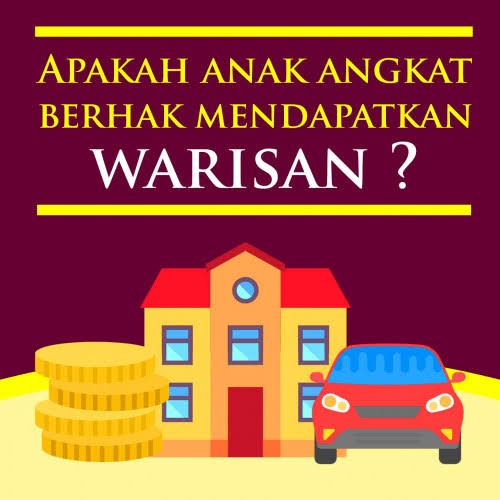 APAKAH ANAK ANGKAT
BERHAK MENDAPATKAN
WARISAN ?